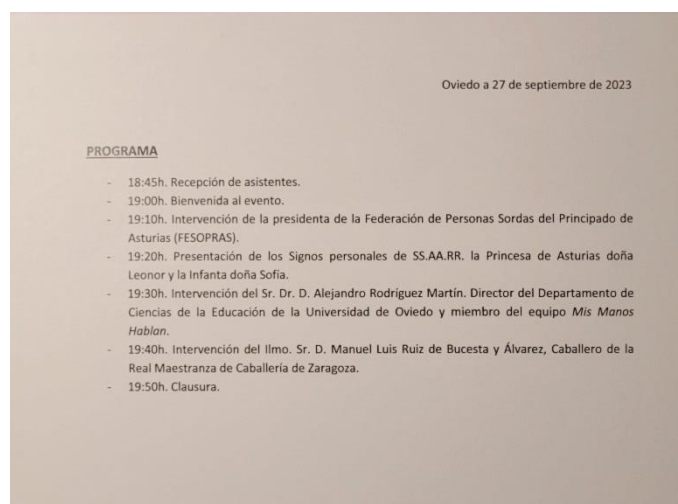 Oviedo a 27 de septiembre de 2023
PROGRAMA
- 18:45h. Recepción de asistentes.
- 19:00h. Bienvenida al evento.
- 19:10h. Intervención de la presidenta de la Federación de Personas Sordas del Principado de
Asturias (FESOPRAS).
- 19:20h. Presentación de los Signos personales de SS.AA.RR. la Princesa de Asturias doña
Leonor y la Infanta doña Sofía.
- 19:30h. Intervención del Sr. Dr. D. Alejandro Rodríguez Martín. Director del Departamento de
Ciencias de la Educación de la Universidad de Oviedo y miembro del equipo Mis Manos
Hablan.
- 19:40h. Intervención del Ilmo. Sr. D. Manuel Luis Ruiz de Bucesta y Álvarez, Caballero de la
Real Maestranza de Caballería de Zaragoza.
- 19:50h. Clausura.